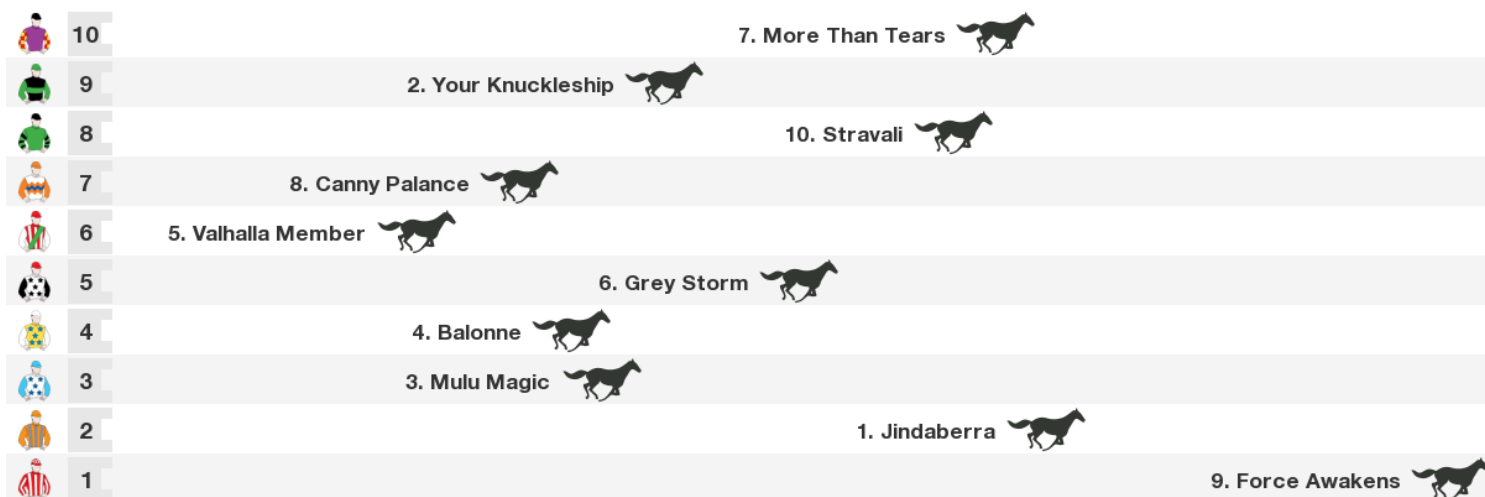 10 7. More Than Tears
9 2. Your Knuckleship
8 10. Stravali
7 8. Canny Palance
6 5. Valhalla Member
5 6. Grey Storm
4 4. Balonne
3 3. Mulu Magic
2 1. Jindaberra
1 9. Force Awakens